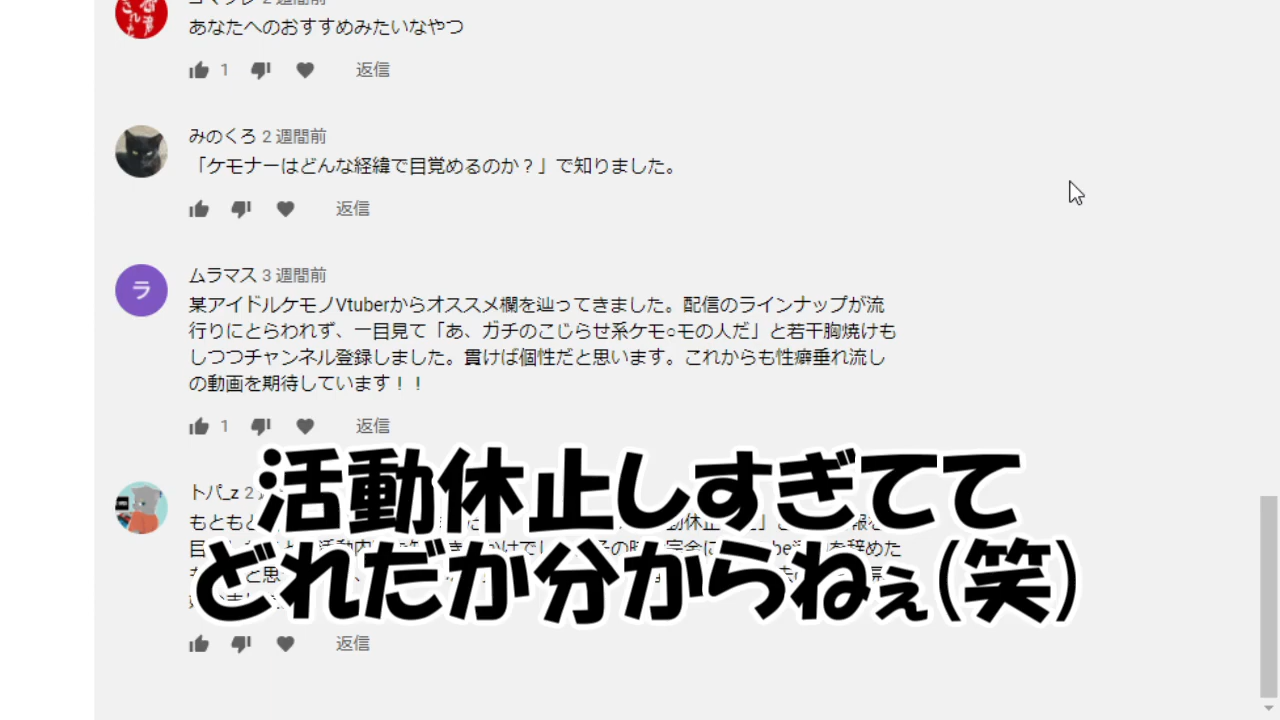 2 週間前
あなたへのおすすめみたいなやつ
1 返信
みのくろ 2 週間前
「ケモナーはどんな経緯で目覚めるのか？」で知りました。
返信
ラ
ムラマス 3 週間前
某アイドルケモノVtuberからオススメ欄を辿ってきました。配信のラインナップが流
行りにとらわれず、一目見て「あ、ガチのこじらせ系ケモ○モの人だ」と若干胸焼けも
しつつチャンネル登録しました。貫けば個性だと思います。これからも性癖垂れ流し
の動画を期待しています！！
1 返信
トパ_z 2
活動休止しすぎてて
どれだか分からねぇ(笑)
返信